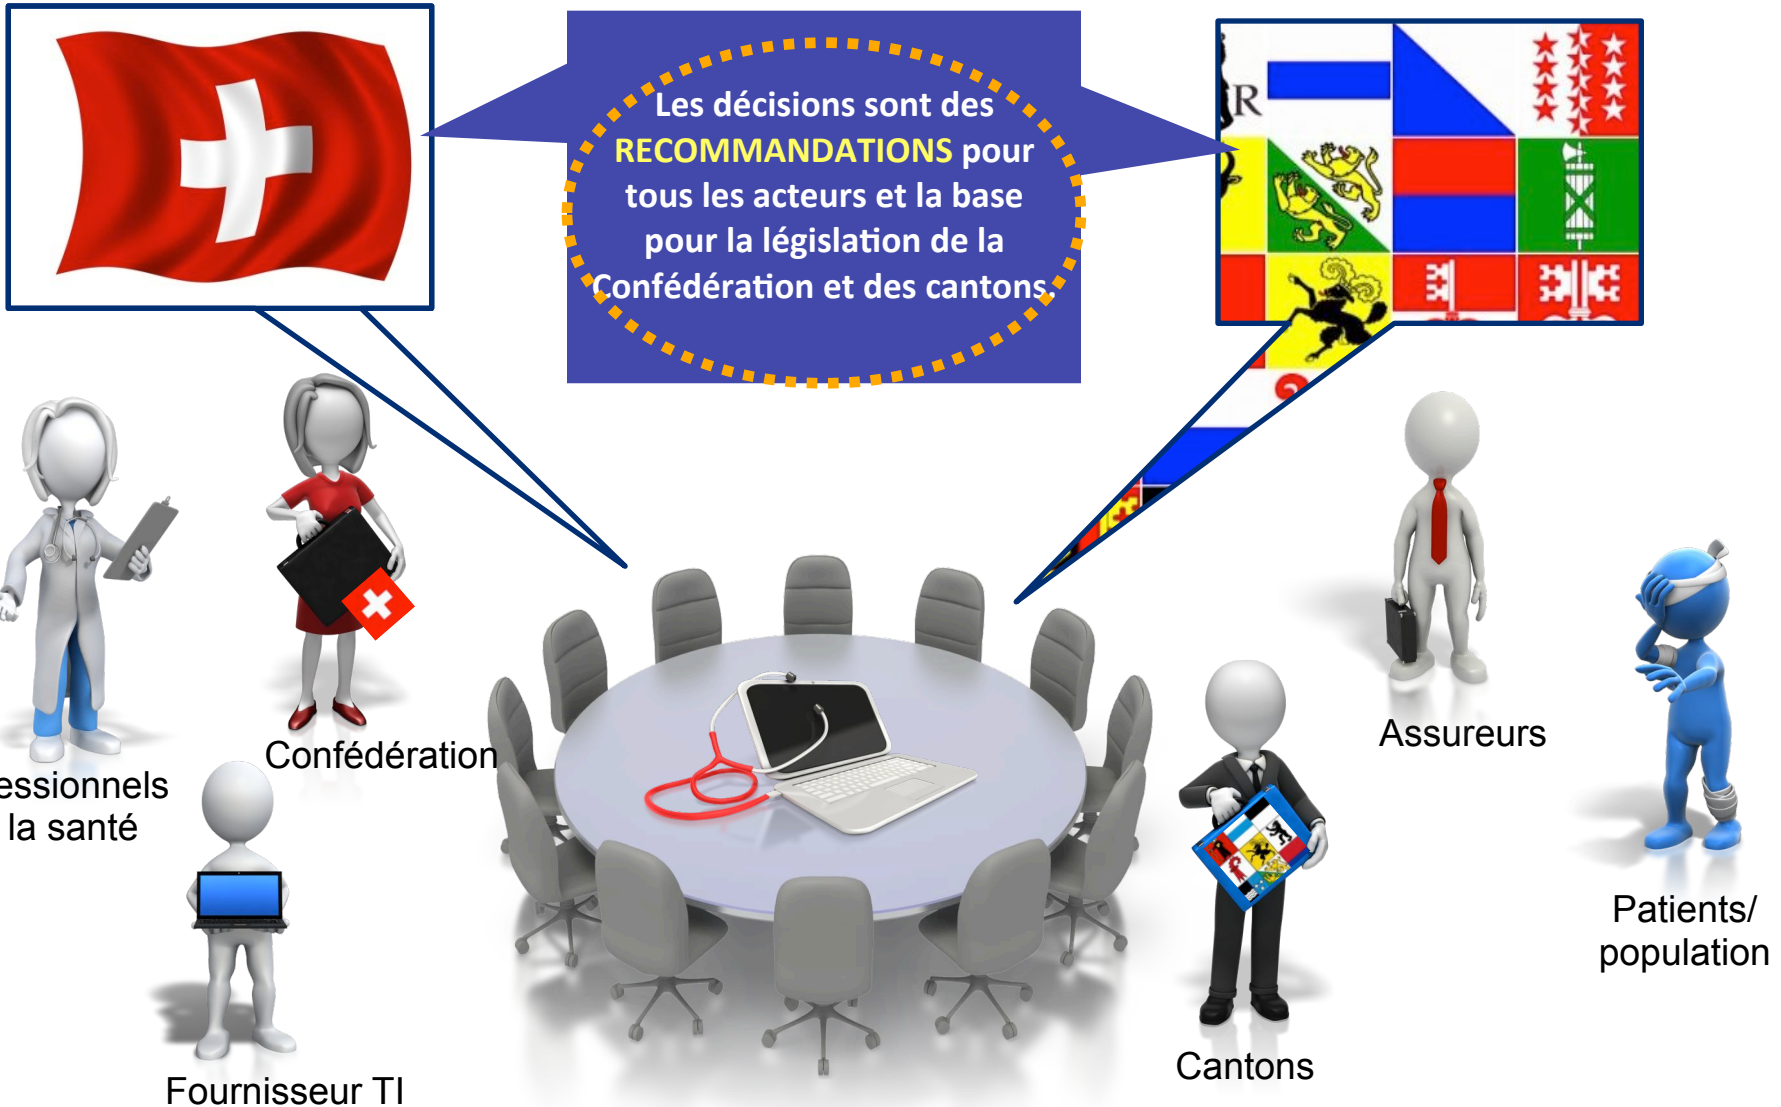 Les décisions sont des
RECOMMANDATIONS pour
tous les acteurs et la base
pour la législation de la
Confédération et des cantons.
R
essionnels
la santé
Confédération
Fournisseur TI
Assureurs
Cantons
Patients/
population